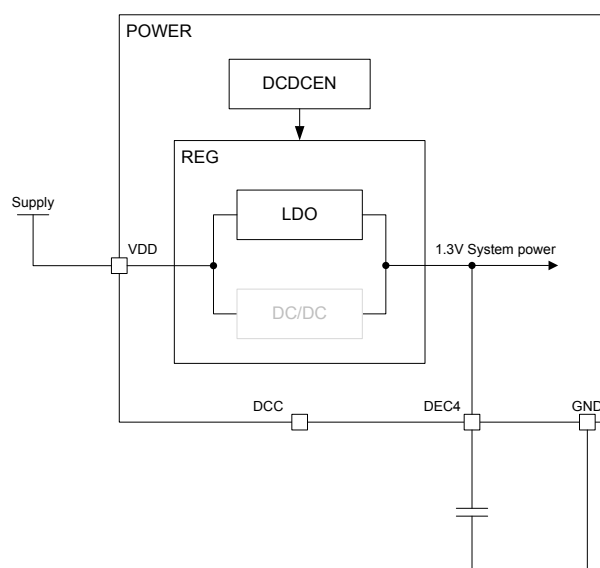 POWER
DCDCEN
REG
LDO
Supply
VDD
1.3V System power
DC/DC
DCC
DEC4
GND